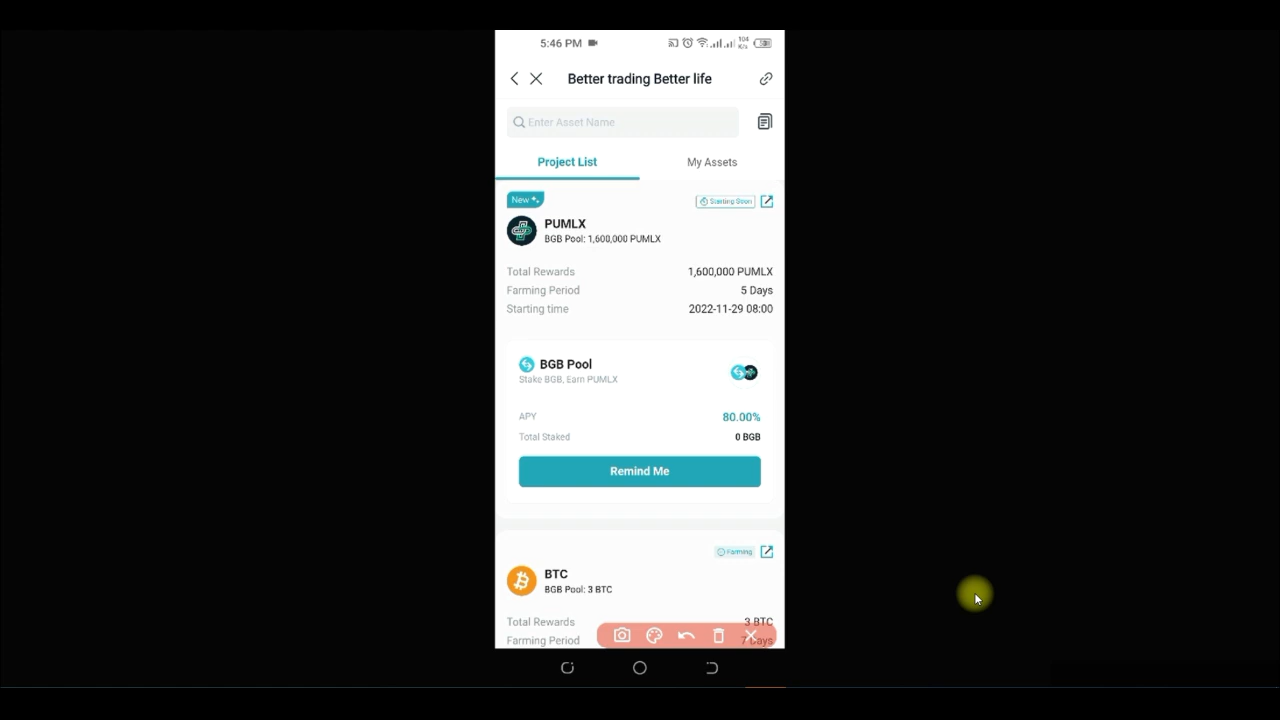 5:46 PM
104
K/s
Better trading Better life
Enter Asset Name
Project List
My Assets
New
Starting Soon
PUMLX
BGB Pool: 1,600,000 PUMLX
Total Rewards 1,600,000 PUMLX
Farming Period 5 Days
Starting time 2022-11-29 08:00
BGB Pool
Stake BGB, Earn PUMLX
APY 80.00%
Total Staked 0 BGB
Remind Me
Farming
BTC
BGB Pool: 3 BTC
Total Rewards 3 BTC
Farming Period 7 Days